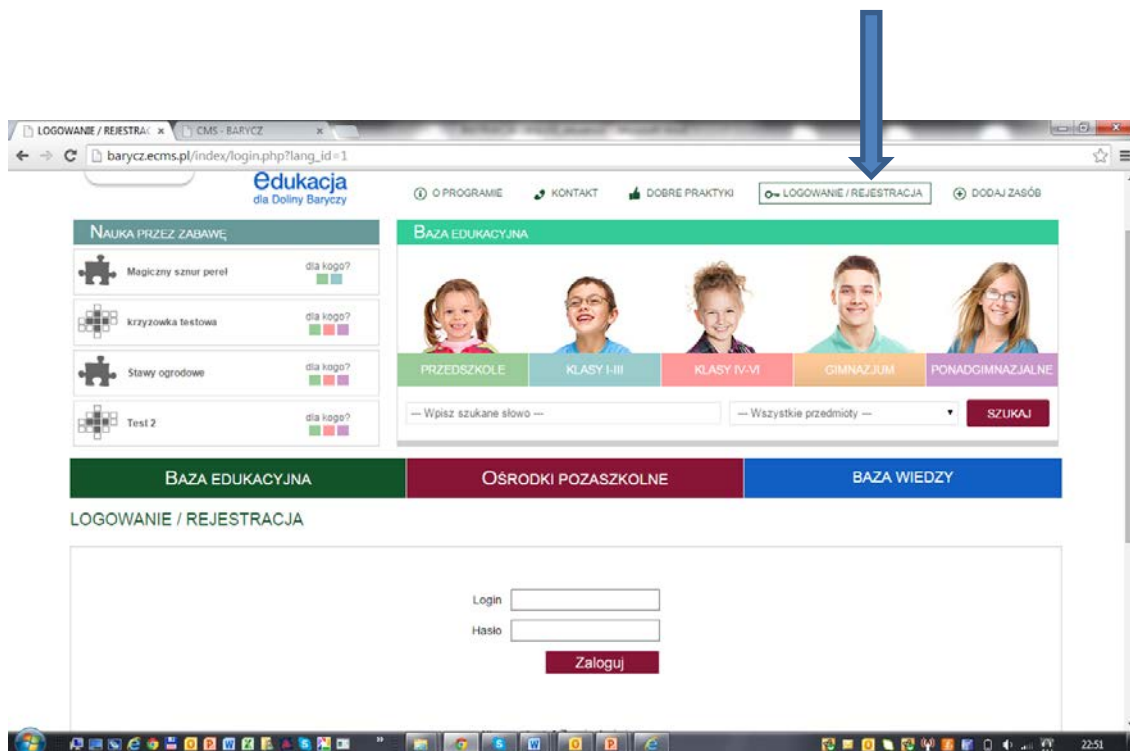 LOGOWANIE / REJESTRAC
CMS - BARYCZ
barycz.ecms.pl/index/login.php?lang_id=1
edukacja
dla Doliny Baryczy
O PROGRAMIE
KONTAKT
DOBRE PRAKTYKI
LOGOWANIE / REJESTRACJA
DODAJ ZASÓB
NAUKA PRZEZ ZABAWĘ
Magiczny sznur pereł
dla kogo?
krzyzowka testowa
dla kogo?
Stawy ogrodowe
dla kogo?
Test 2
dla kogo?
BAZA EDUKACYJNA
PRZEDSZKOLE
KLASY I-III
KLASY IV-VI
GIMNAZJUM
PONADGIMNAZJALNE
--- Wpisz szukane słowo ---
--- Wszystkie przedmioty ---
SZUKAJ
BAZA EDUKACYJNA
OŚRODKI POZASZKOLNE
BAZA WIEDZY
LOGOWANIE / REJESTRACJA
Login
Hasło
Zaloguj
22:51